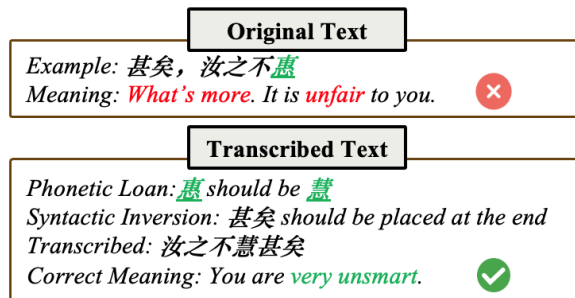 Original Text
Example: 甚矣，汝之不惠
Meaning: What's more. It is unfair to you.
Transcribed Text
Phonetic Loan:惠 should be 慧
Syntactic Inversion: 甚矣 should be placed at the end
Transcribed: 汝之不慧甚矣
Correct Meaning: You are very unsmart.